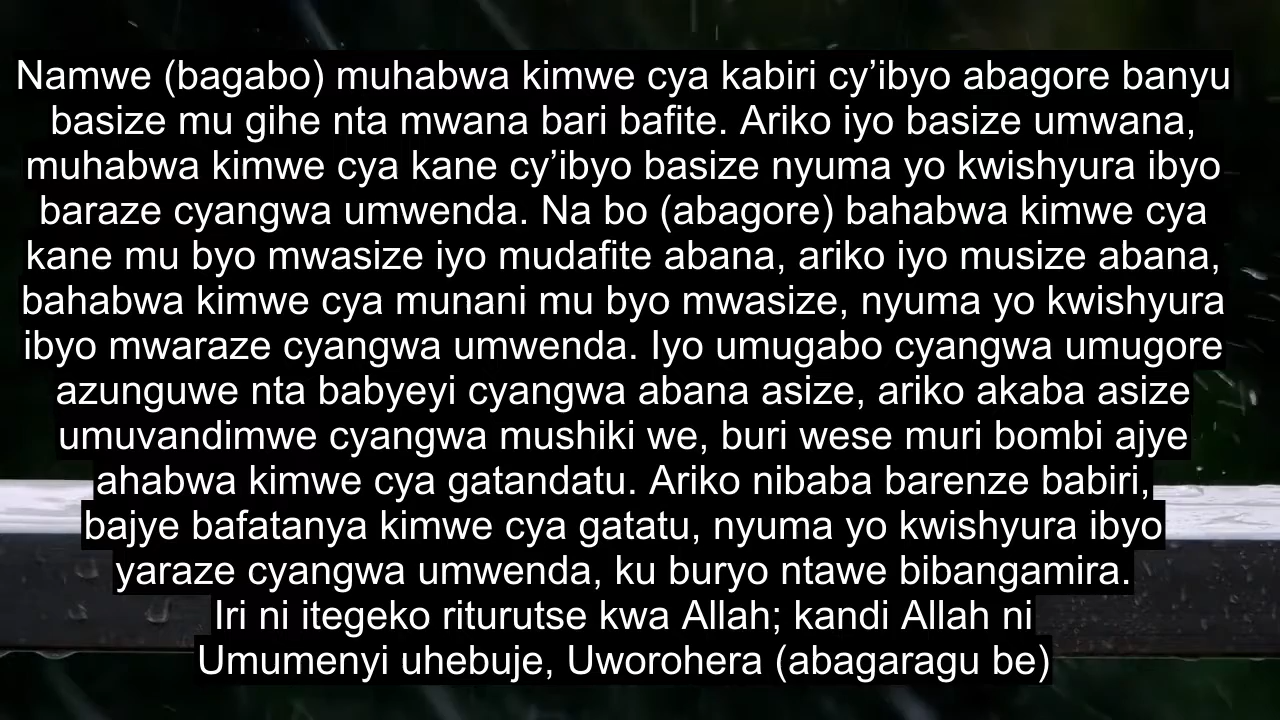 Namwe (bagabo) muhabwa kimwe cya kabiri cy’ibyo abagore banyu
basize mu gihe nta mwana bari bafite. Ariko iyo basize umwana,
muhabwa kimwe cya kane cy’ibyo basize nyuma yo kwishyura ibyo
baraze cyangwa umwenda. Na bo (abagore) bahabwa kimwe cya
kane mu byo mwasize iyo mudafite abana, ariko iyo musize abana,
bahabwa kimwe cya munani mu byo mwasize, nyuma yo kwishyura
ibyo mwaraze cyangwa umwenda. Iyo umugabo cyangwa umugore
azunguwe nta babyeyi cyangwa abana asize, ariko akaba asize
umuvandimwe cyangwa mushiki we, buri wese muri bombi ajye
ahabwa kimwe cya gatandatu. Ariko nibaba barenze babiri,
bajye bafatanya kimwe cya gatatu, nyuma yo kwishyura ibyo
yaraze cyangwa umwenda, ku buryo ntawe bibangamira.
Iri ni itegeko riturutse kwa Allah; kandi Allah ni
Umumenyi uhebuje, Uworohera (abagaragu be)